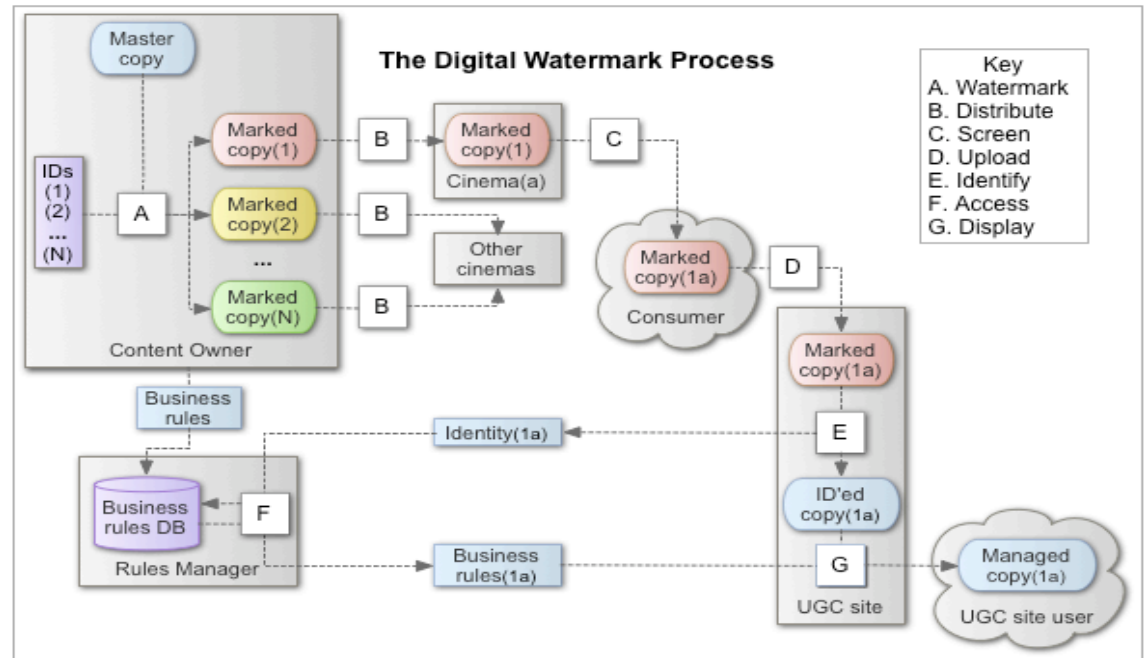 The Digital Watermark Process
Key
A. Watermark
B. Distribute
C. Screen
D. Upload
E. Identify
F. Access
G. Display
Master
copy
IDs
(1)
(2)
...
(N)
A
Marked
copy(1)
Marked
copy(2)
...
Marked
copy(N)
Content Owner
B
B
B
Marked
copy(1)
Cinema(a)
Other
cinemas
C
Marked
copy(1a)
Consumer
D
Marked
copy(1a)
E
ID'ed
copy(1a)
G
UGC site
Business
rules
Identity(1a)
Business
rules DB
F
Rules Manager
Business
rules(1a)
Managed
copy(1a)
UGC site user